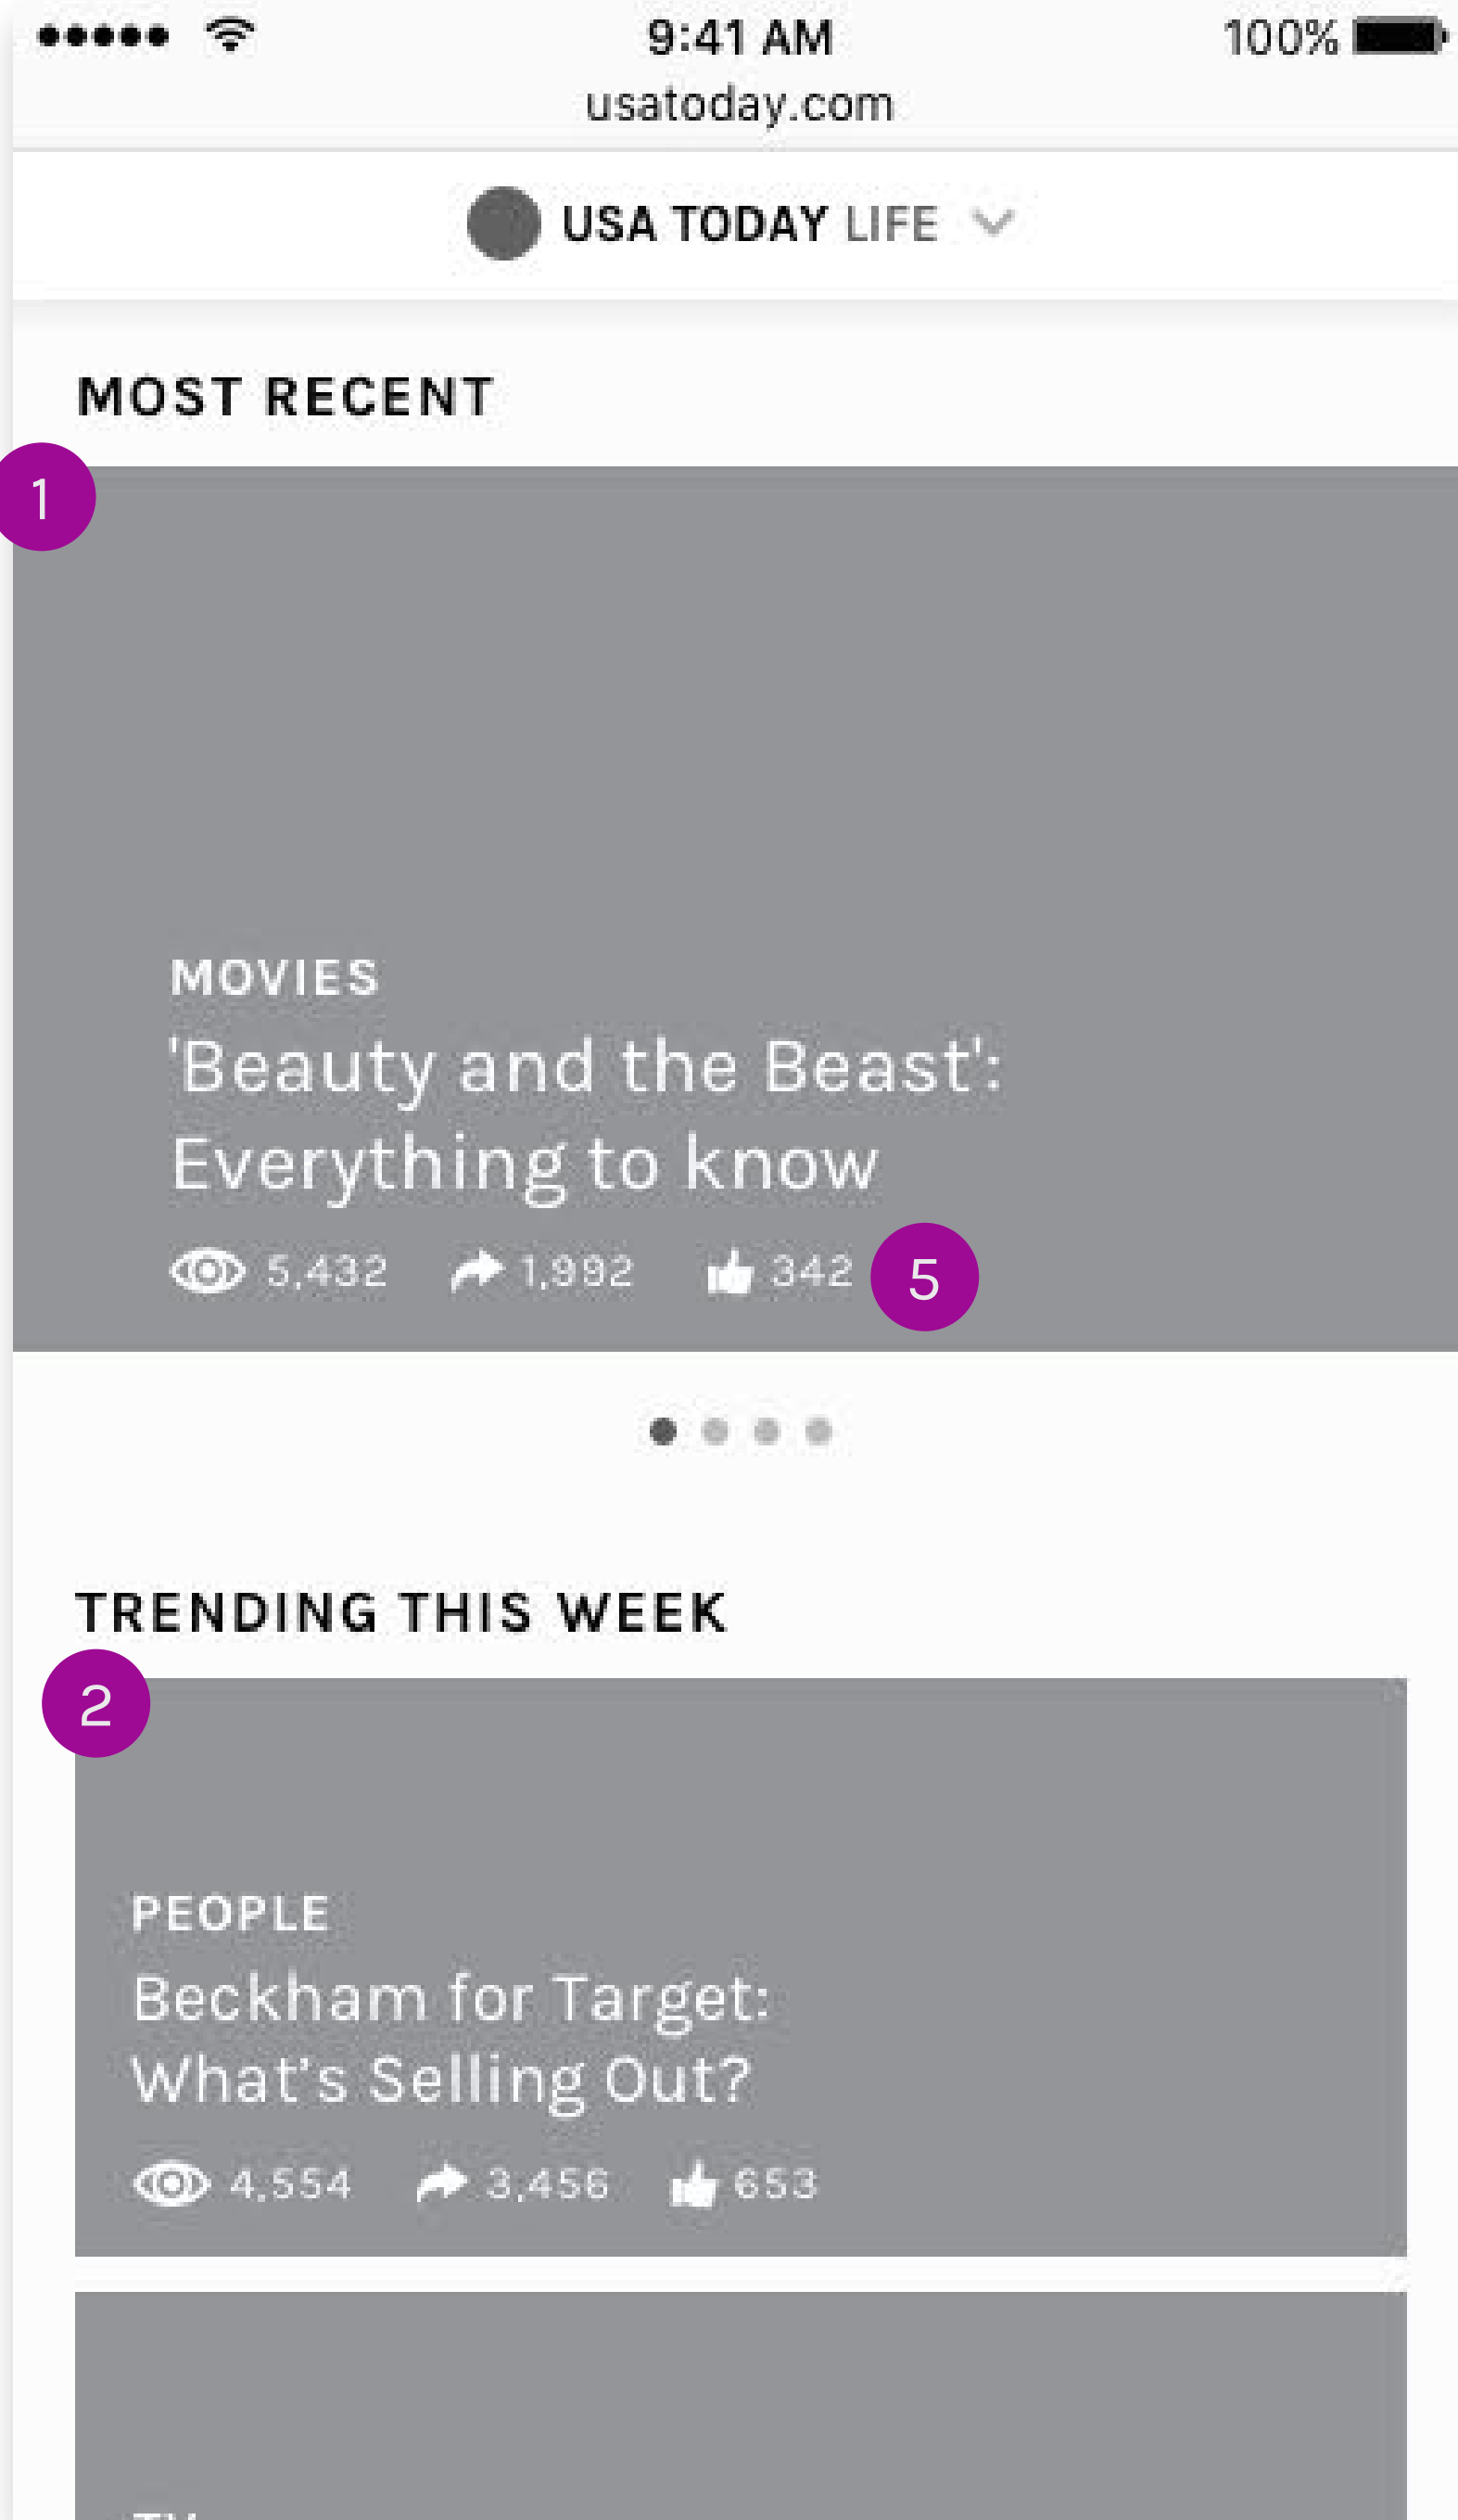 9:41 AM 100%
usatoday.com
USA TODAY LIFE
MOST RECENT
1
MOVIES
'Beauty and the Beast':
Everything to know
5,432 1,992 342 5
TRENDING THIS WEEK
2
PEOPLE
Beckham for Target:
What's Selling Out?
4,554 3,456 653